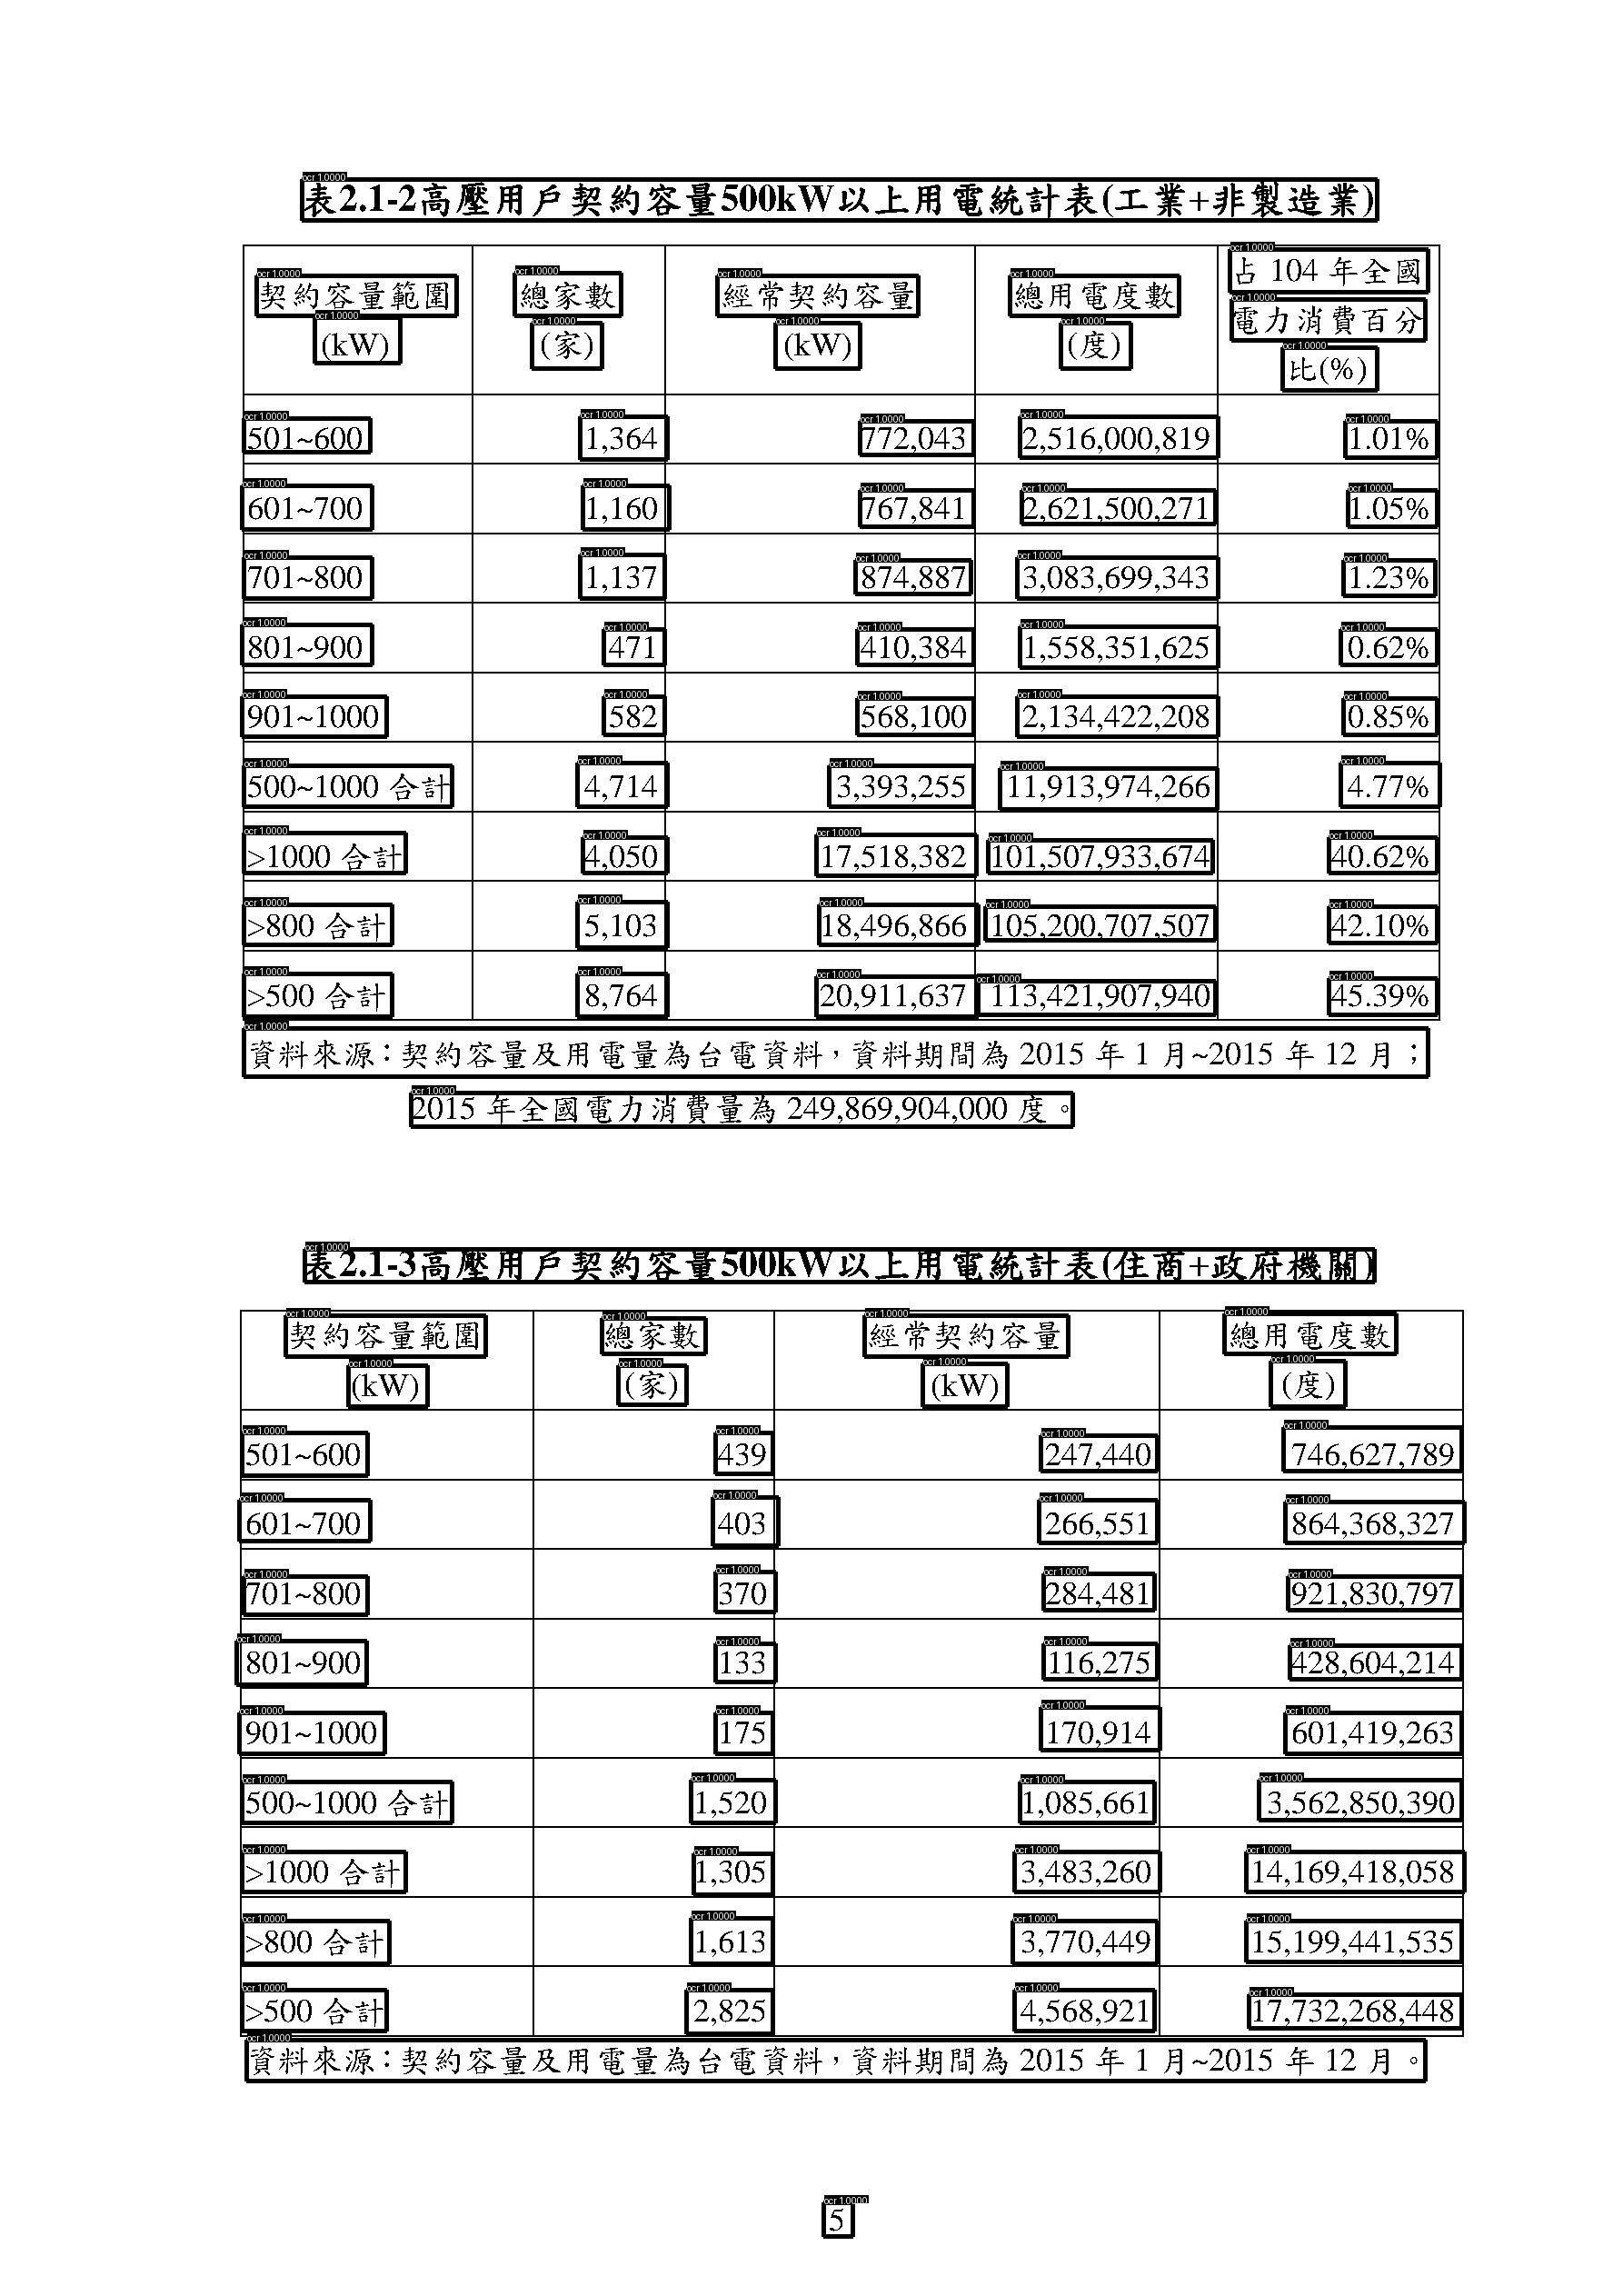 表2.1-2高壓用戶契約容量500kW以上用電統計表(工業+非製造業)
契約容量範圍 總家數 經常契約容量 總用電度數 占 104 年全國
(kW) (家) (kW) (度) 電力消費百分
比(%)
501~600 1,364 772,043 2,516,000,819 1.01%
601~700 1,160 767,841 2,621,500,271 1.05%
701~800 1,137 874,887 3,083,699,343 1.23%
801~900 471 410,384 1,558,351,625 0.62%
901~1000 582 568,100 2,134,422,208 0.85%
500~1000 合計 4,714 3,393,255 11,913,974,266 4.77%
>1000 合計 4,050 17,518,382 101,507,933,674 40.62%
>800 合計 5,103 18,496,866 105,200,707,507 42.10%
>500 合計 8,764 20,911,637 113,421,907,940 45.39%
資料來源：契約容量及用電量為台電資料，資料期間為 2015 年 1 月~2015 年 12 月；
2015 年全國電力消費量為 249,869,904,000 度。
表2.1-3高壓用戶契約容量500kW以上用電統計表(住商+政府機關)
契約容量範圍 總家數 經常契約容量 總用電度數
(kW) (家) (kW) (度)
501~600 439 247,440 746,627,789
601~700 403 266,551 864,368,327
701~800 370 284,481 921,830,797
801~900 133 116,275 428,604,214
901~1000 175 170,914 601,419,263
500~1000 合計 1,520 1,085,661 3,562,850,390
>1000 合計 1,305 3,483,260 14,169,418,058
>800 合計 1,613 3,770,449 15,199,441,535
>500 合計 2,825 4,568,921 17,732,268,448
資料來源：契約容量及用電量為台電資料，資料期間為 2015 年 1 月~2015 年 12 月。
5